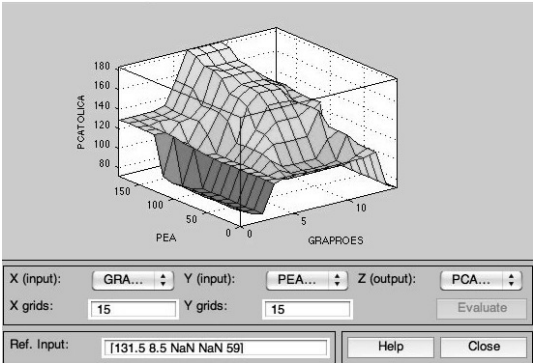 180
160
140
120
100
80
PCATOLICA
150
100
50
0
PEA
0
5
10
GRAPROES
X (input): GRA... Y (input): PEA... Z (output): PCA...
X grids: 15 Y grids: 15 Evaluate
Ref. Input: [131.5 8.5 NaN NaN 59] Help Close